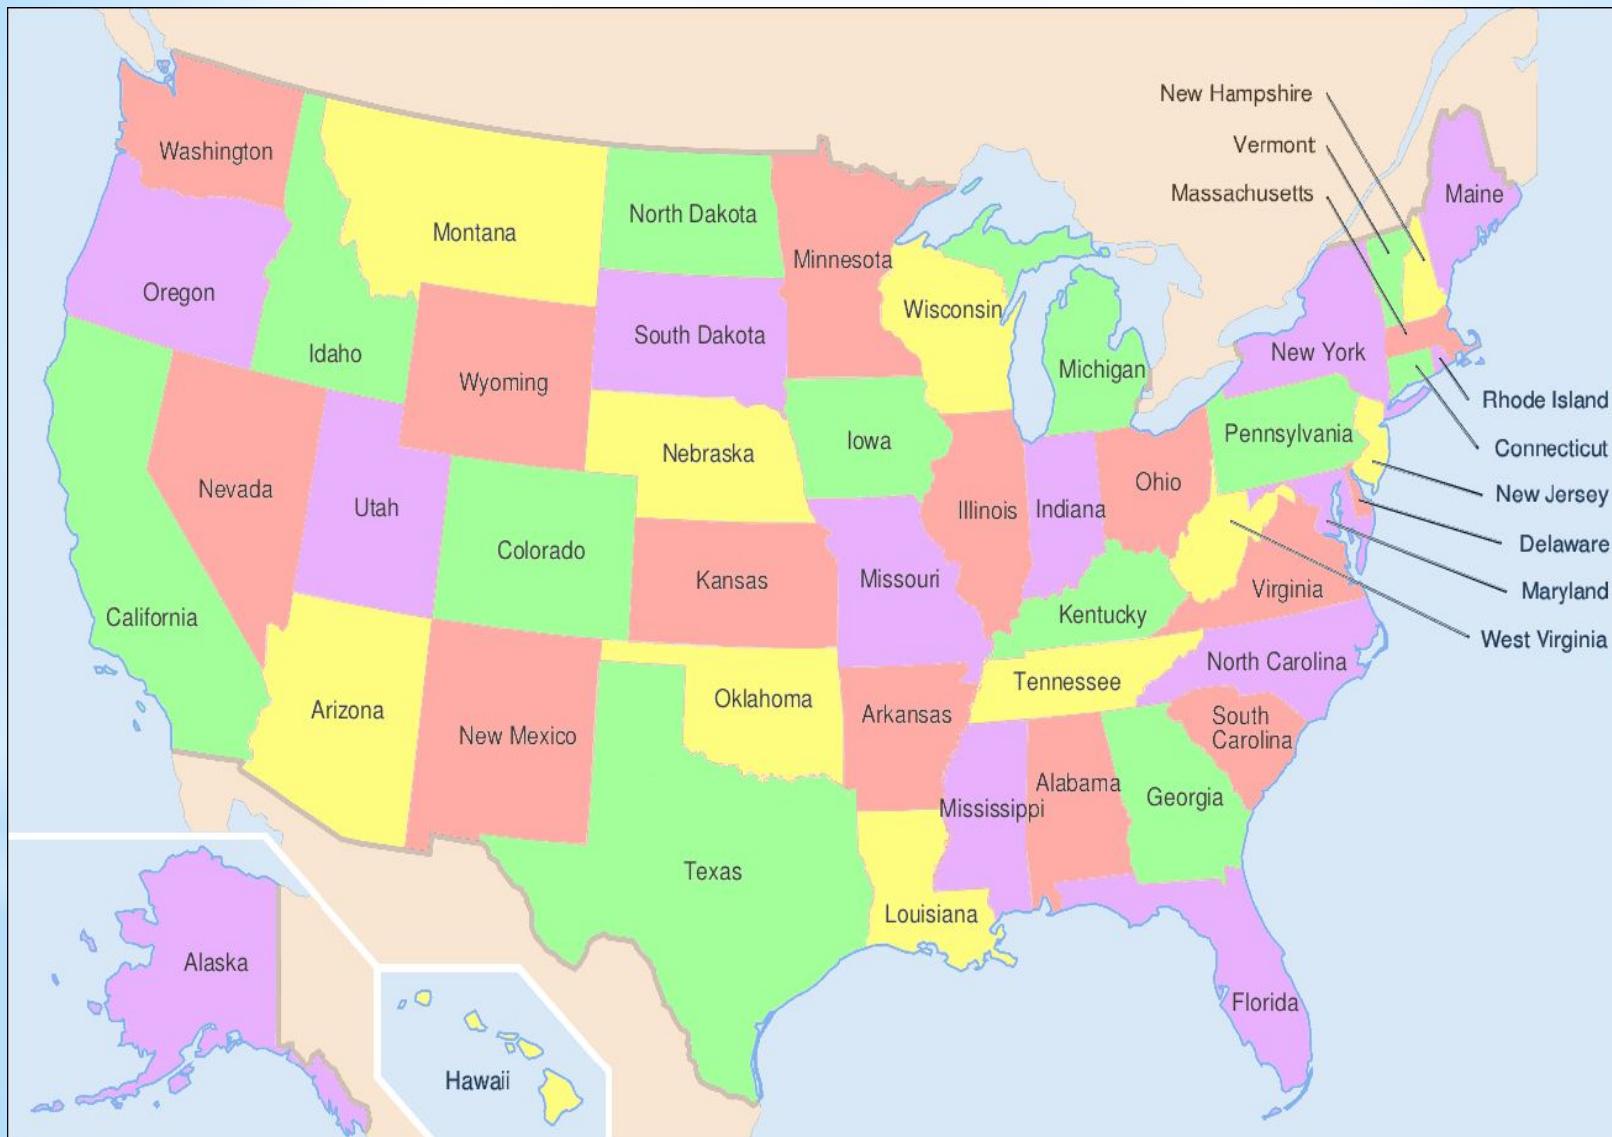 New Hampshire
Vermont
Massachusetts
Washington
Maine
Montana
North Dakota
Minnesota
Oregon
Wisconsin
South Dakota
Idaho
New York
Michigan
Wyoming
Rhode Island
Pennsylvania
Iowa
Connecticut
Nebraska
Ohio
Nevada
New Jersey
Utah
Illinois
Indiana
Delaware
Colorado
Kansas
Missouri
Virginia
Maryland
California
Kentucky
West Virginia
North Carolina
Tennessee
Oklahoma
Arizona
Arkansas
South
Carolina
New Mexico
Alabama
Georgia
Mississippi
Texas
Louisiana
Alaska
Florida
Hawaii